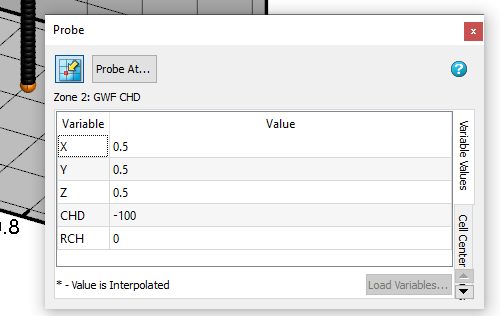 Probe
x
Probe At...
?
Zone 2: GWF CHD
Variable Value
X 0.5
Y 0.5
Z 0.5
CHD -100
RCH 0
Variable Values
Cell Center
* - Value is Interpolated
Load Variables...
.8